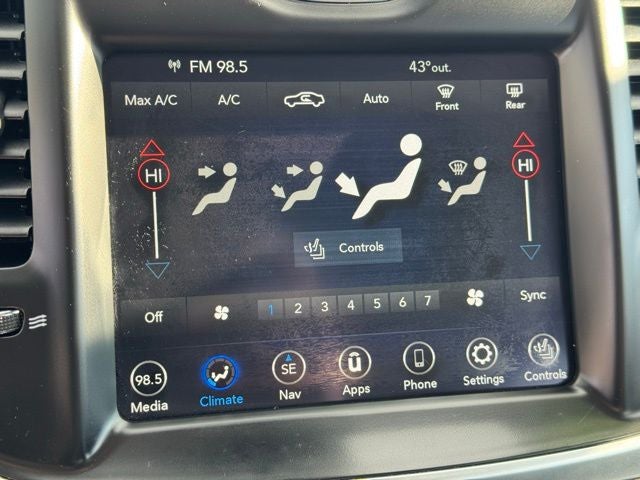 FM 98.5 43° out.
Max A/C A/C Auto Front Rear
HI HI
Controls
Off 1 2 3 4 5 6 7 Sync
98.5 SE
Media Climate Nav Apps Phone Settings Controls